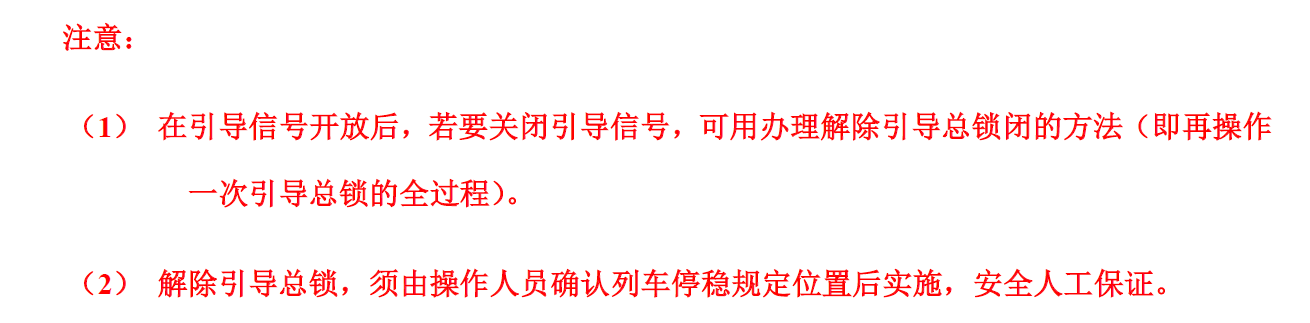 注意：
（1） 在引导信号开放后，若要关闭引导信号，可用办理解除引导总锁闭的方法（即再操作
一次引导总锁的全过程）。
（2） 解除引导总锁，须由操作人员确认列车停稳规定位置后实施，安全人工保证。